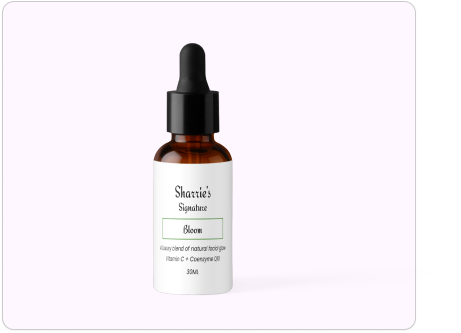 Sharrie's
Signature
Bloom
luxury blend of natural facial glow
Vitamin C + Coenzyme Q10
30ML